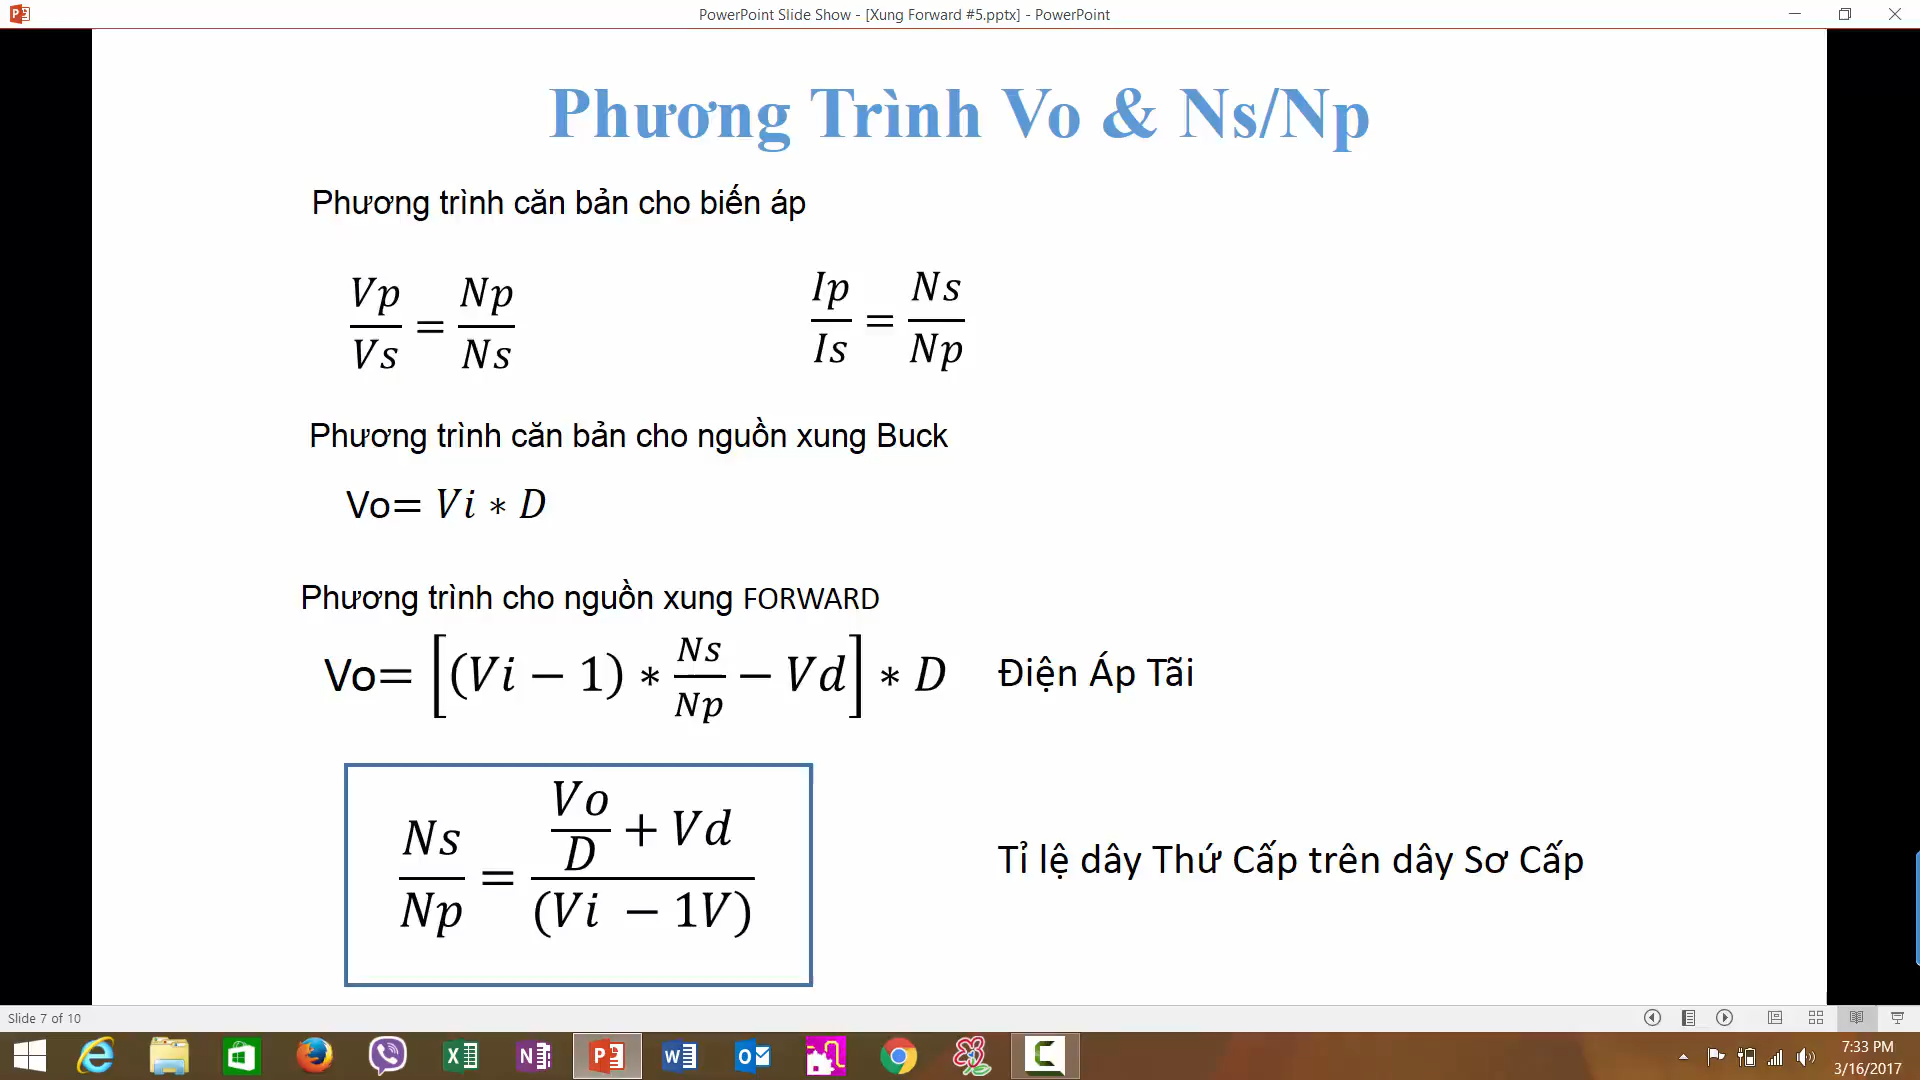 PowerPoint Slide Show - [Xung Forward #5.pptx] - PowerPoint
Phương Trình Vo & Ns/Np
Phương trình căn bản cho biến áp
Vp/Vs = Np/Ns
Ip/Is = Ns/Np
Phương trình căn bản cho nguồn xung Buck
Vo= Vi * D
Phương trình cho nguồn xung FORWARD
Vo= [(Vi − 1) * Ns/Np − Vd] * D Điện Áp Tãi
Ns/Np = (Vo/D + Vd)/(Vi − 1V) Tỉ lệ dây Thứ Cấp trên dây Sơ Cấp
Slide 7 of 10
7:33 PM
3/16/2017